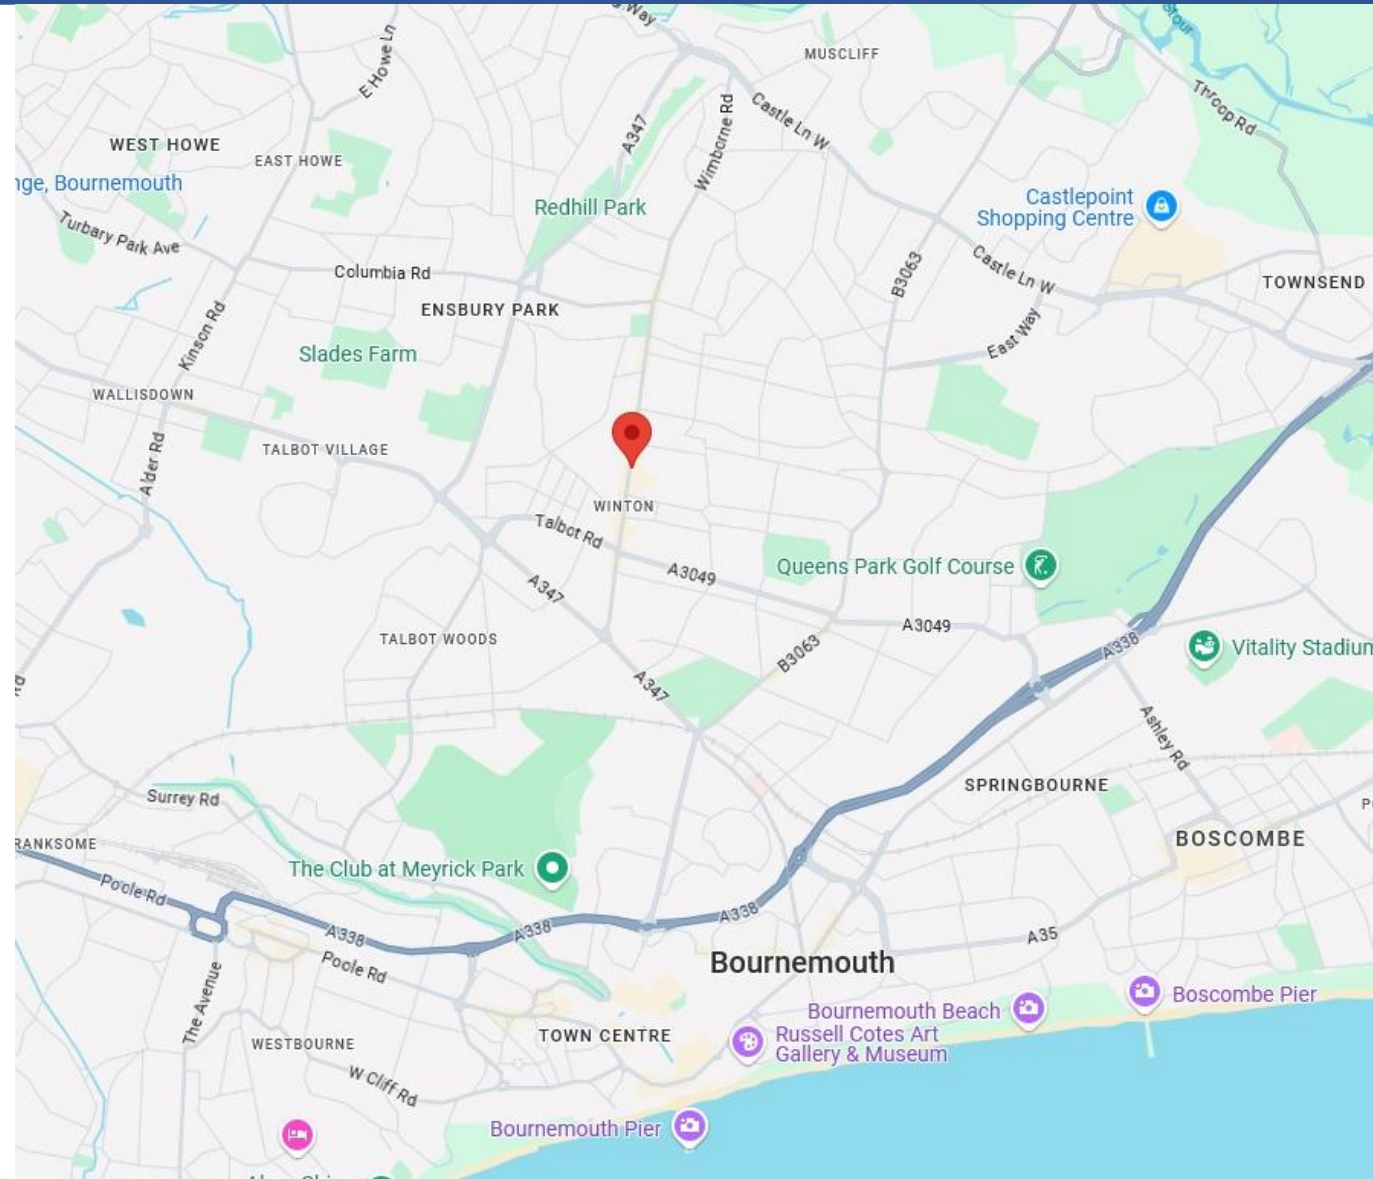 MUSCLIFF
E Howe Ln
Castle Ln W
Wimborne Rd
A347
Throop Rd
WEST HOWE
EAST HOWE
Bournemouth
Redhill Park
Castlepoint
Shopping Centre
Turbary Park Ave
Columbia Rd
B3063
Castle Ln W
TOWNSEND
ENSBURY PARK
Kinson Rd
East Way
Slades Farm
WALLISDOWN
TALBOT VILLAGE
Alder Rd
WINTON
Talbot Rd
A3049
Queens Park Golf Course
A347
A3049
TALBOT WOODS
B3063
A338
Vitality Stadium
A347
Ashley Rd
Surrey Rd
SPRINGBOURNE
BOSCOMBE
RANKSOME
The Club at Meyrick Park
Poole Rd
A338
A338
A338
A35
Poole Rd
Bournemouth
The Avenue
Bournemouth Beach
Boscombe Pier
TOWN CENTRE
Russell Cotes Art
Gallery & Museum
WESTBOURNE
W Cliff Rd
Bournemouth Pier